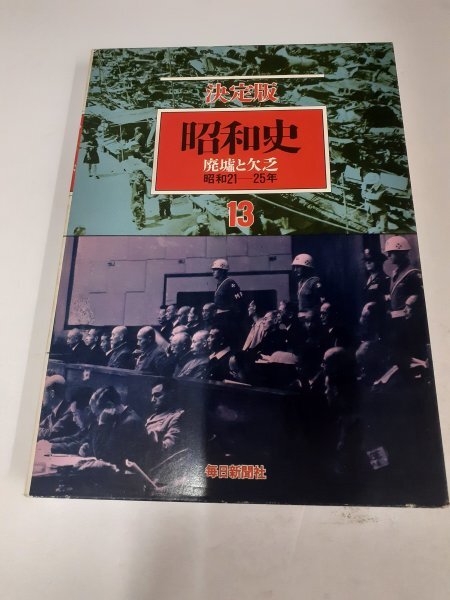 決定版
昭和史
廃墟と欠乏
昭和21―25年
13
毎日新聞社